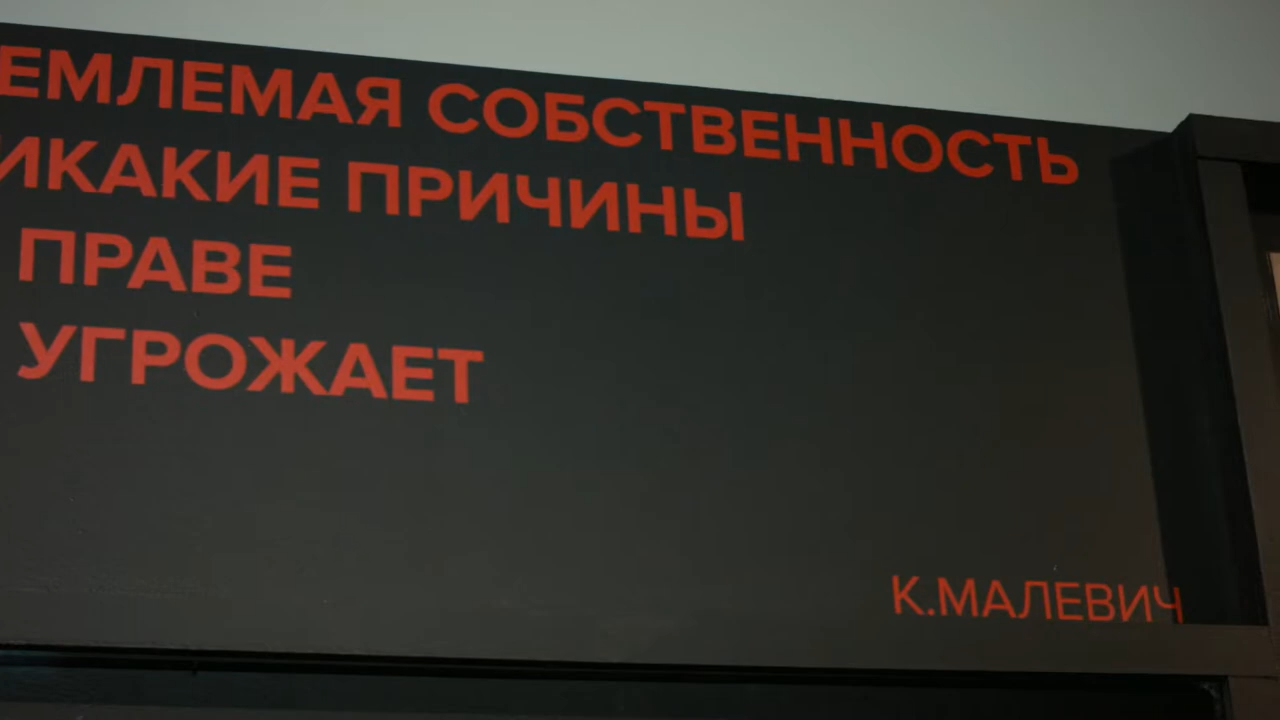 ЕМЛЕМАЯ СОБСТВЕННОСТЬ
ИКАКИЕ ПРИЧИНЫ
ПРАВЕ
УГРОЖАЕТ
К.МАЛЕВИЧ